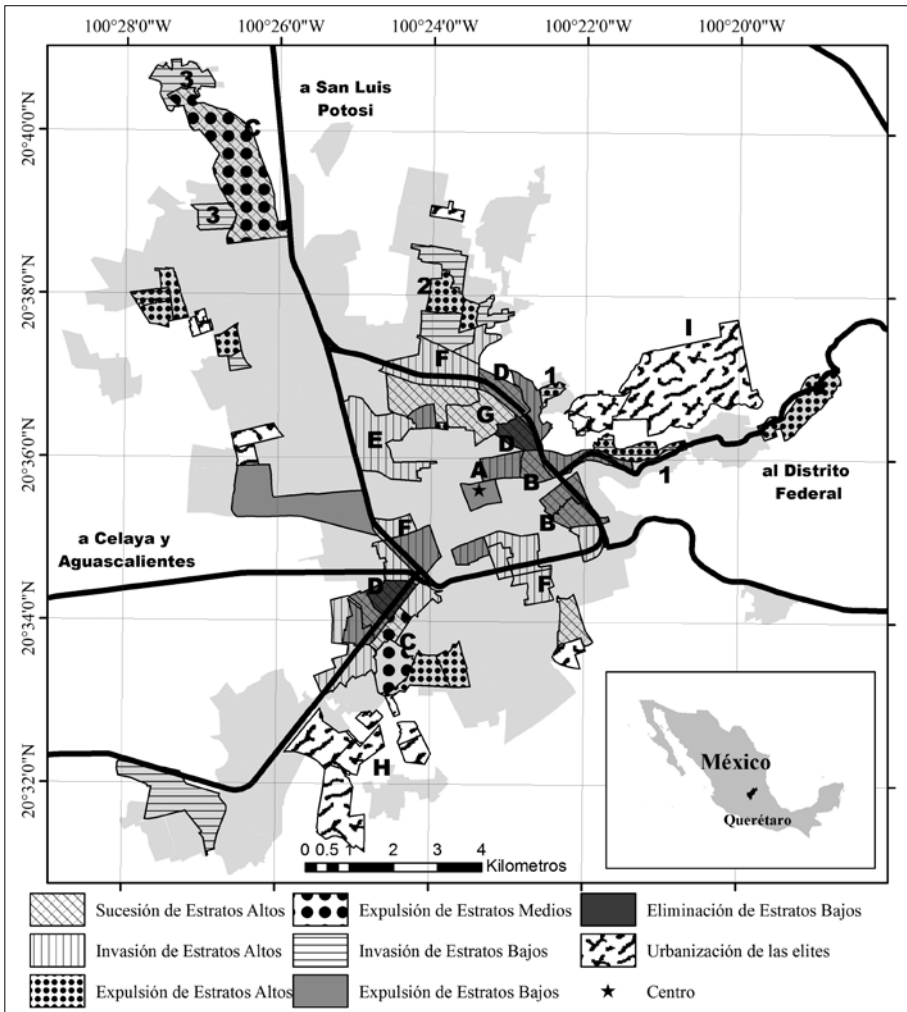 100°28'0"W 100°26'0"W 100°24'0"W 100°22'0"W 100°20'0"W
20°40'0"N
20°38'0"N
20°36'0"N
20°34'0"N
20°32'0"N
3
a San Luis
Potosi
C
3
2
I
F
D
1
G
E
D
A
B
1
al Distrito
Federal
B
F
a Celaya y
Aguascalientes
F
D
C
H
México
Querétaro
0 0.5 1 2 3 4
Kilometros
Sucesión de Estratos Altos Expulsión de Estratos Medios Eliminación de Estratos Bajos
Invasión de Estratos Altos Invasión de Estratos Bajos Urbanización de las elites
Expulsión de Estratos Altos Expulsión de Estratos Bajos Centro